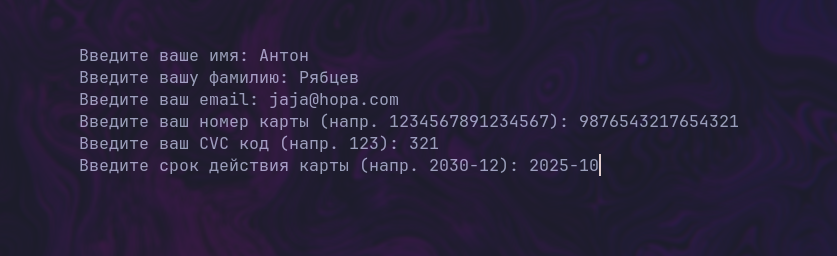 Введите ваше имя: Антон
Введите вашу фамилию: Рябцев
Введите ваш email: jaja@hopa.com
Введите ваш номер карты (напр. 1234567891234567): 9876543217654321
Введите ваш CVC код (напр. 123): 321
Введите срок действия карты (напр. 2030-12): 2025-10